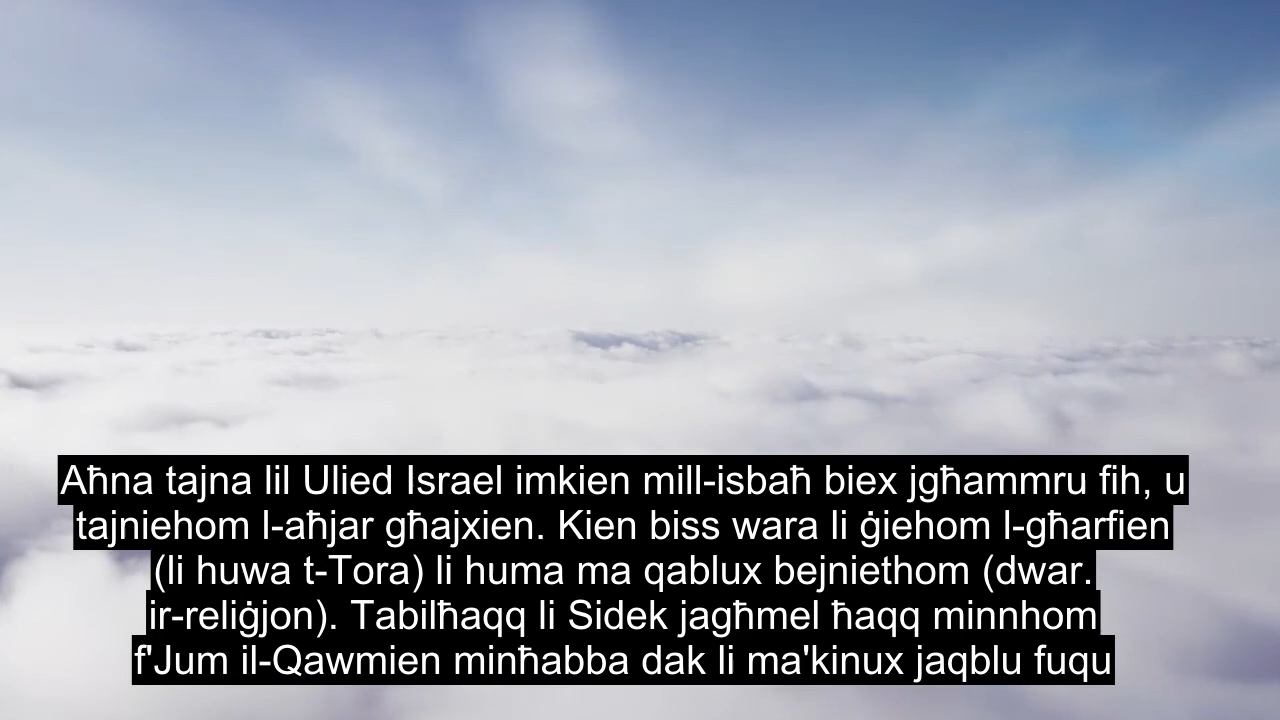 Aħna tajna lil Ulied Israel imkien mill-isbaħ biex jgħammru fih, u
tajniehom l-aħjar għajxien. Kien biss wara li ġiehom l-għarfien
(li huwa t-Tora) li huma ma qablux bejniethom (dwar.
ir-reliġjon). Tabilħaqq li Sidek jagħmel ħaqq minnhom
f'Jum il-Qawmien minħabba dak li ma'kinux jaqblu fuqu